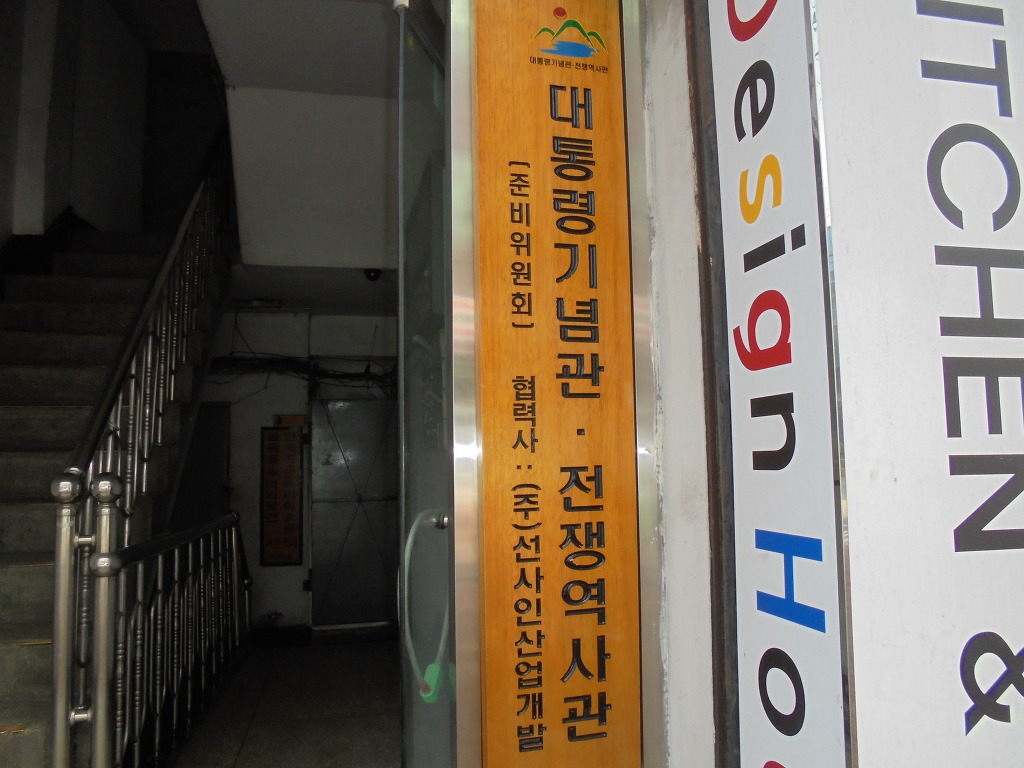 대통령기념관·전쟁역사관
대통령기념관 · 전쟁역사관
[준비위원회] 협력사 : (주)선사인산업개발
Design Ho
ITCHEN &